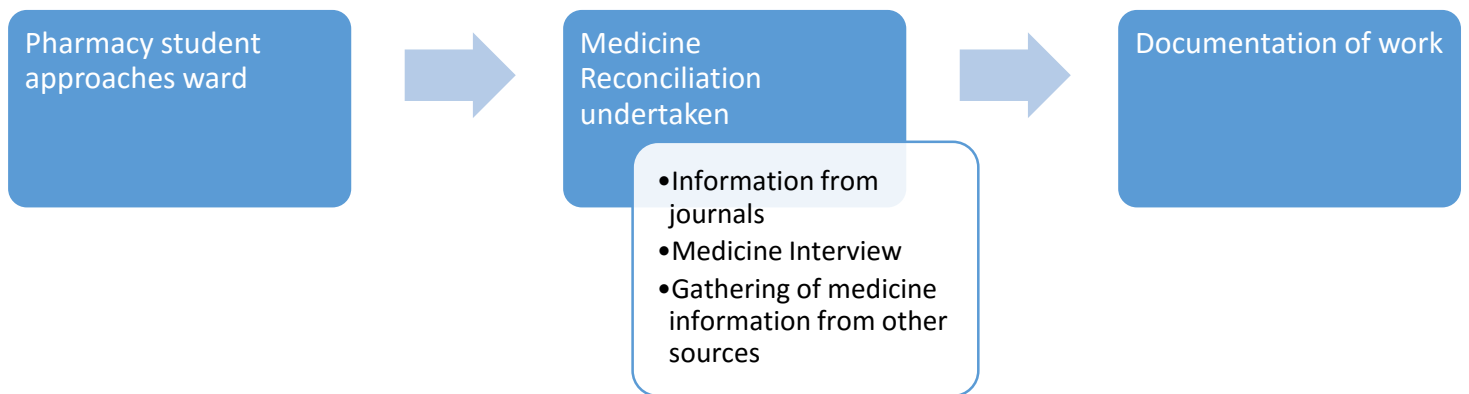 Pharmacy student
approaches ward
Medicine
Reconciliation
undertaken
•Information from
journals
•Medicine Interview
•Gathering of medicine
information from other
sources
Documentation of work